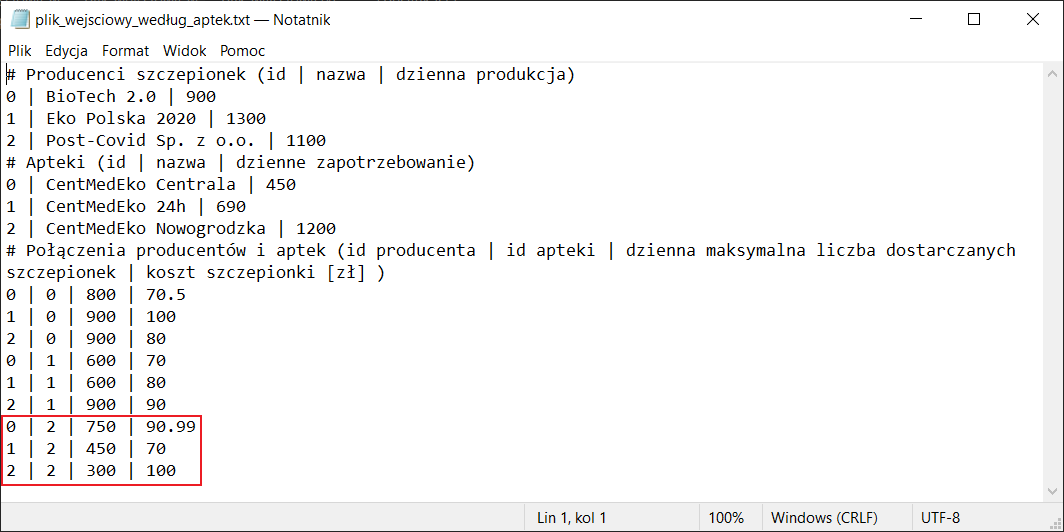 plik_wejsciowy_według_aptek.txt — Notatnik
Plik Edycja Format Widok Pomoc
# Producenci szczepionek (id | nazwa | dzienna produkcja)
0 | BioTech 2.0 | 900
1 | Eko Polska 2020 | 1300
2 | Post-Covid Sp. z o.o. | 1100
# Apteki (id | nazwa | dzienne zapotrzebowanie)
0 | CentMedEko Centrala | 450
1 | CentMedEko 24h | 690
2 | CentMedEko Nowogrodzka | 1200
# Połączenia producentów i aptek (id producenta | id apteki | dzienna maksymalna liczba dostarczanych
szczepionek | koszt szczepionki [zł] )
0 | 0 | 800 | 70.5
1 | 0 | 900 | 100
2 | 0 | 900 | 80
0 | 1 | 600 | 70
1 | 1 | 600 | 80
2 | 1 | 900 | 90
0 | 2 | 750 | 90.99
1 | 2 | 450 | 70
2 | 2 | 300 | 100
Lin 1, kol 1 100% Windows (CRLF) UTF-8